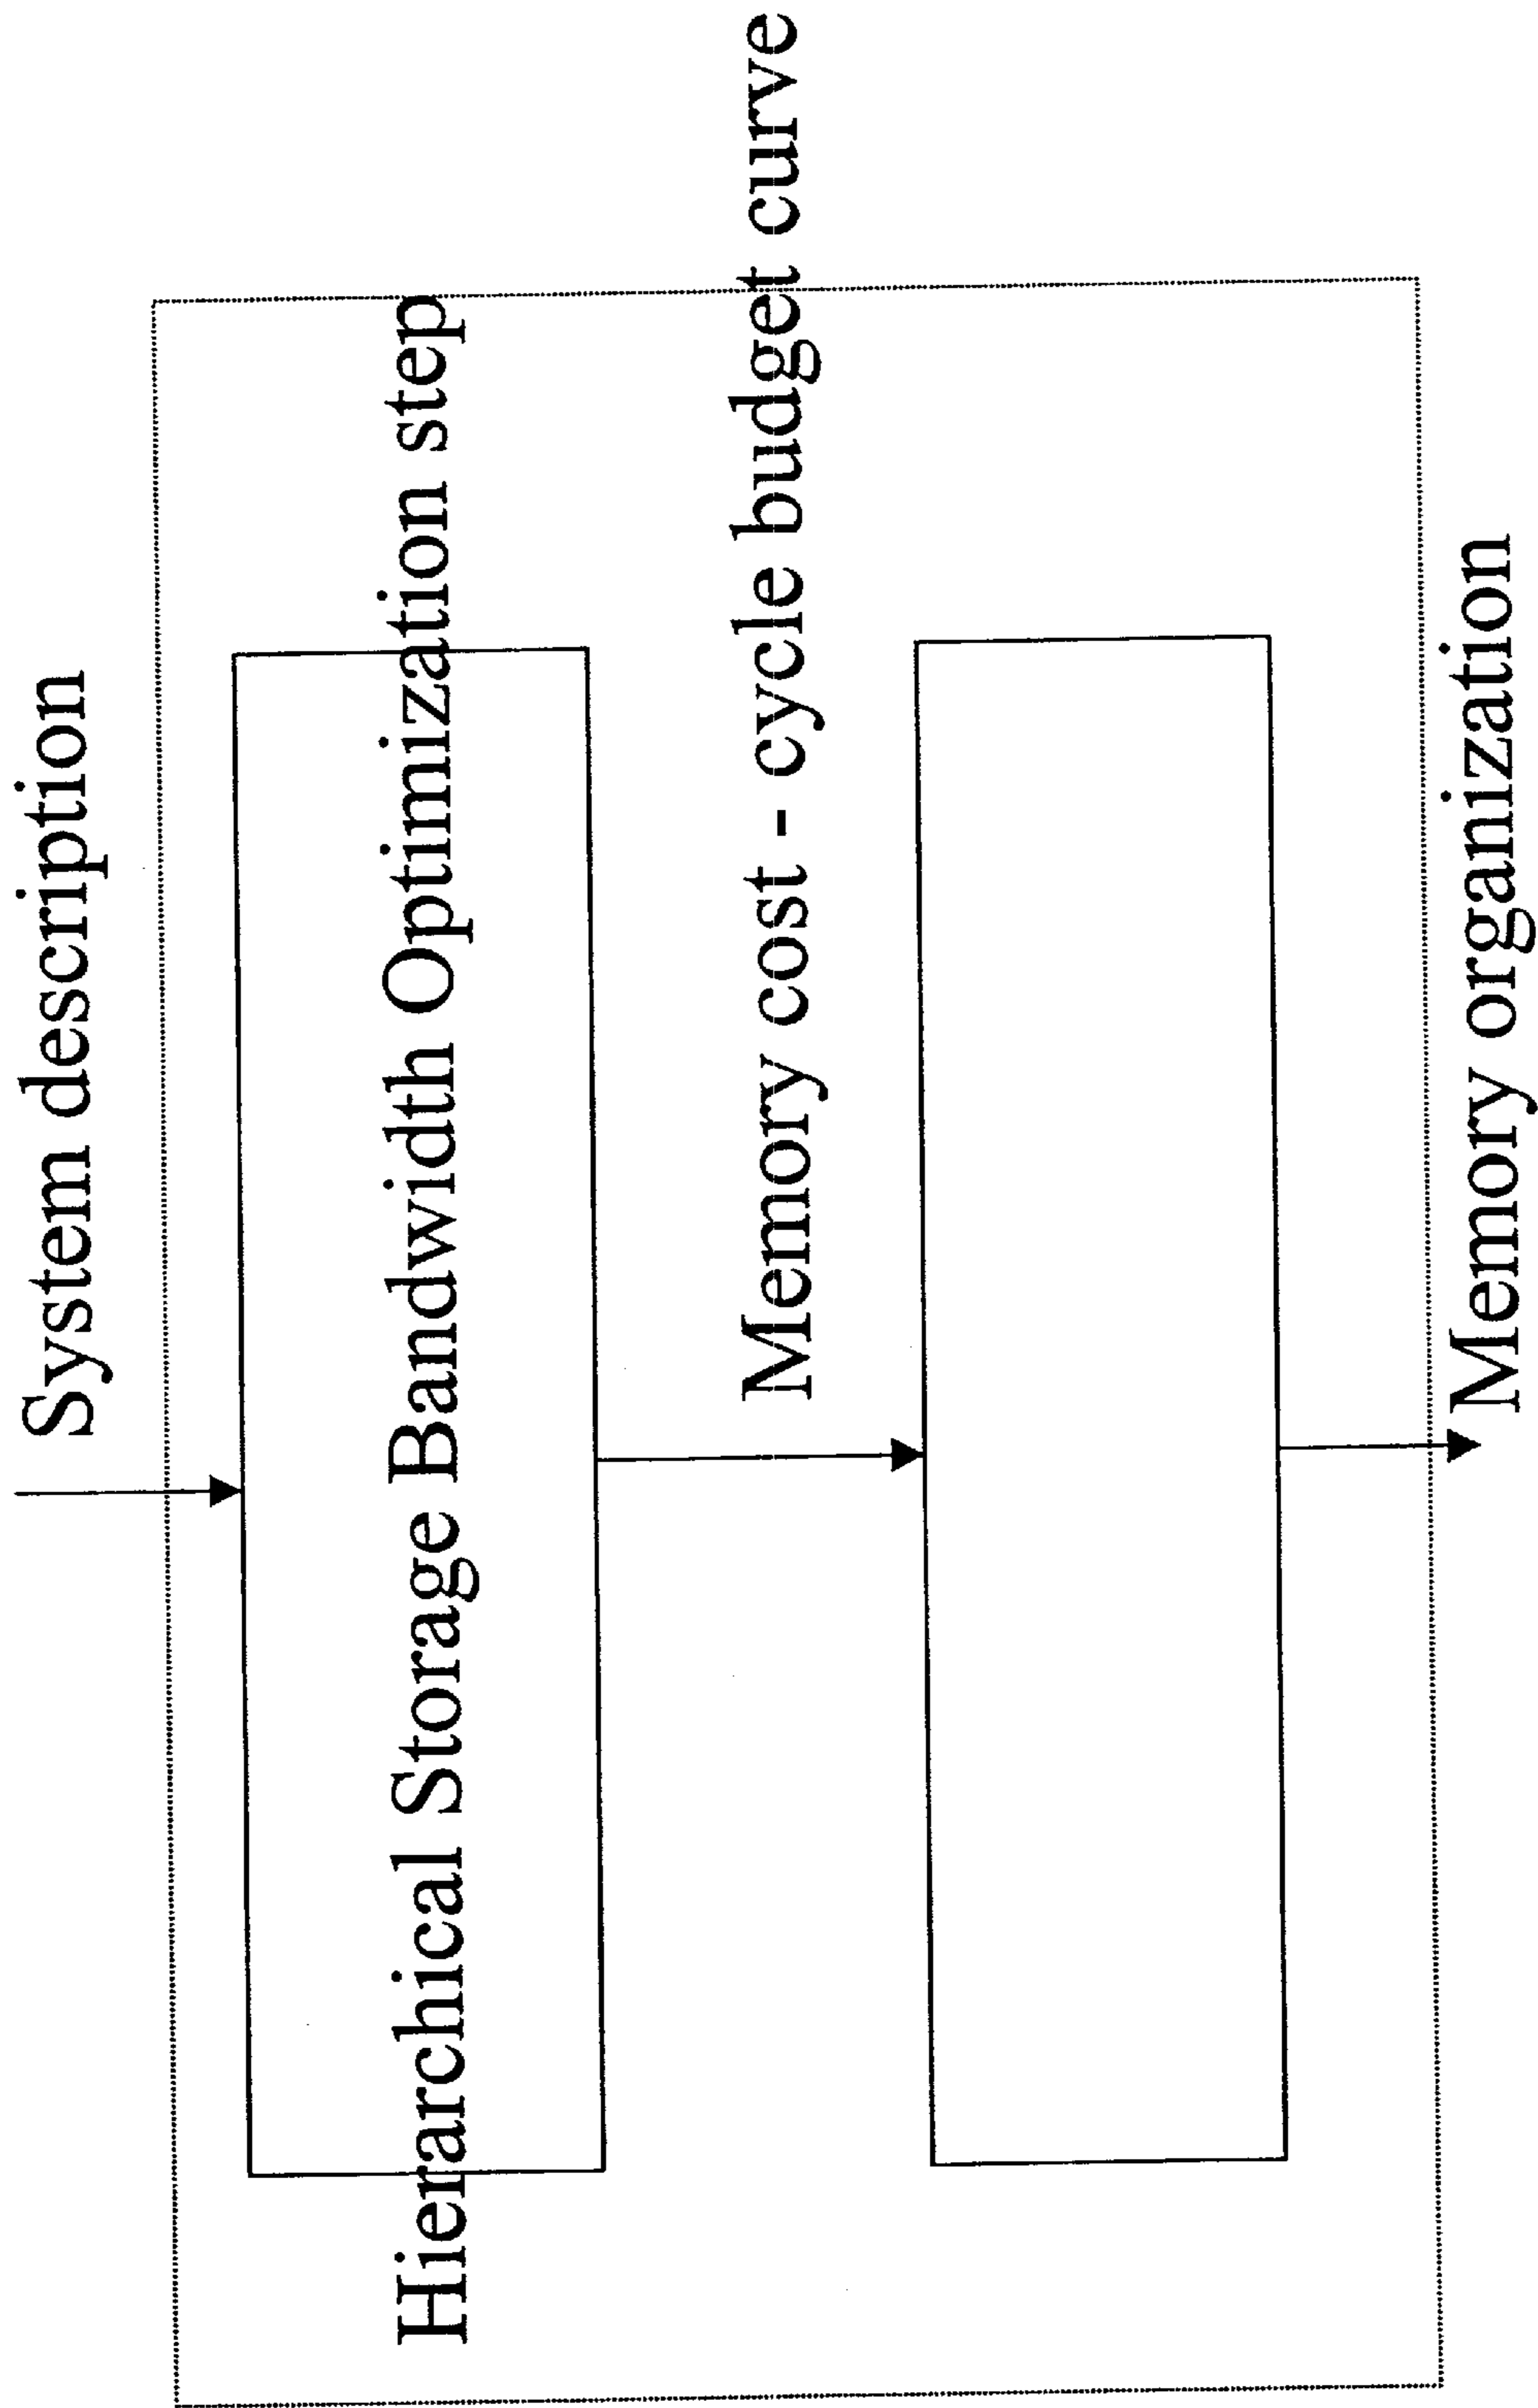 System description
Hierarchical Storage Bandwidth Optimization step
Memory cost - cycle budget curve
Memory organization